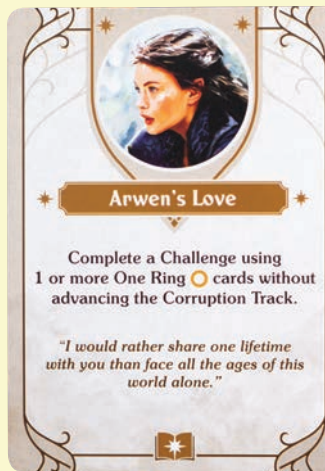 Arwen's Love
Complete a Challenge using
1 or more One Ring cards without
advancing the Corruption Track.
"I would rather share one lifetime
with you than face all the ages of this
world alone."